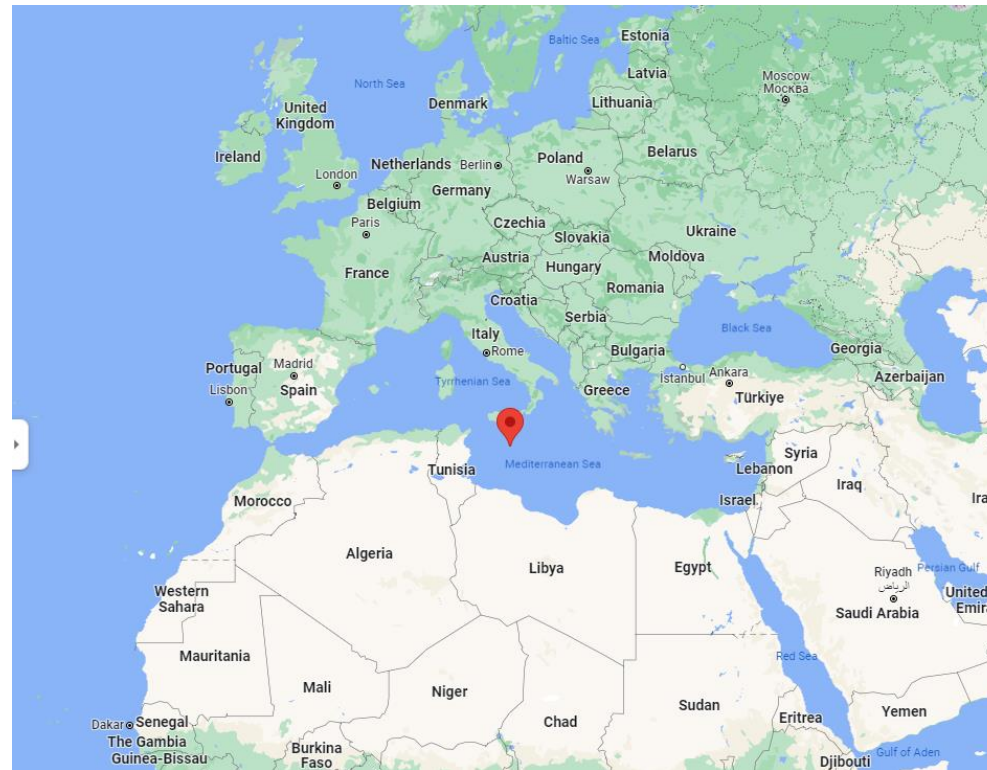 Baltic Sea
Estonia
North Sea
Latvia
Moscow
Москва
Denmark
Lithuania
United
Kingdom
Ireland
Belarus
Netherlands
Berlin
Poland
London
Warsaw
Germany
Belgium
Paris
Czechia
Ukraine
Slovakia
Austria
Moldova
France
Hungary
Romania
Croatia
Serbia
Black Sea
Italy
Bulgaria
Georgia
Rome
Portugal
Madrid
Istanbul
Ankara
Azerbaijan
Tyrrhenian Sea
Lisbon
Spain
Greece
Türkiye
Syria
Tunisia
Mediterranean Sea
Lebanon
Iraq
Israel
Ira
Morocco
Algeria
Libya
Egypt
Persian Gulf
Riyadh
الرياض
Western
Sahara
United
Emir
Saudi Arabia
Mauritania
Red Sea
Mali
Niger
Sudan
Dakar
Senegal
Chad
Eritrea
Yemen
The Gambia
Guinea-Bissau
Burkina
Faso
Gulf of Aden
Djibouti